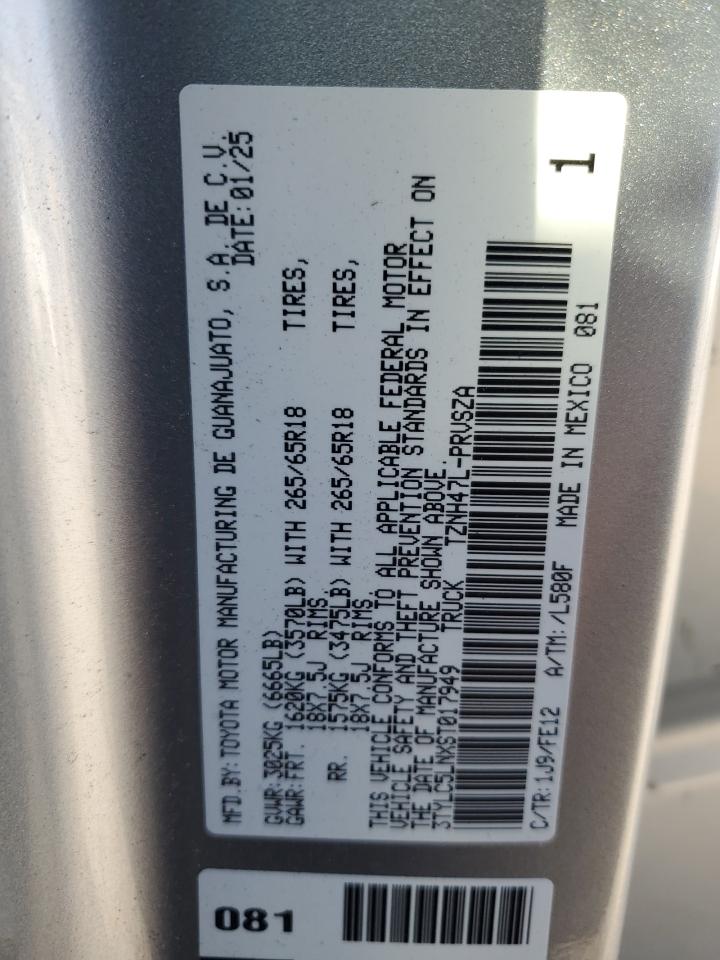 MFD.BY: TOYOTA MOTOR MANUFACTURING DE GUANAJUATO, S.A. DE C.V.
DATE: 01/25
GVWR: 3025KG (6665LB)
GAWR: FRT. 1620KG (3570LB) WITH 265/65R18 TIRES,
18X7.5J RIMS
RR. 1575KG (3475LB) WITH 265/65R18 TIRES,
18X7.5J RIMS
THIS VEHICLE CONFORMS TO ALL APPLICABLE FEDERAL MOTOR
VEHICLE SAFETY AND THEFT PREVENTION STANDARDS IN EFFECT ON
THE DATE OF MANUFACTURE SHOWN ABOVE.
3TYLC5LNXST017949 TRUCK TZNH47L-PRVSZA
1
C/TR: 1J9/FE12 A/TM: /L580F MADE IN MEXICO 081
081